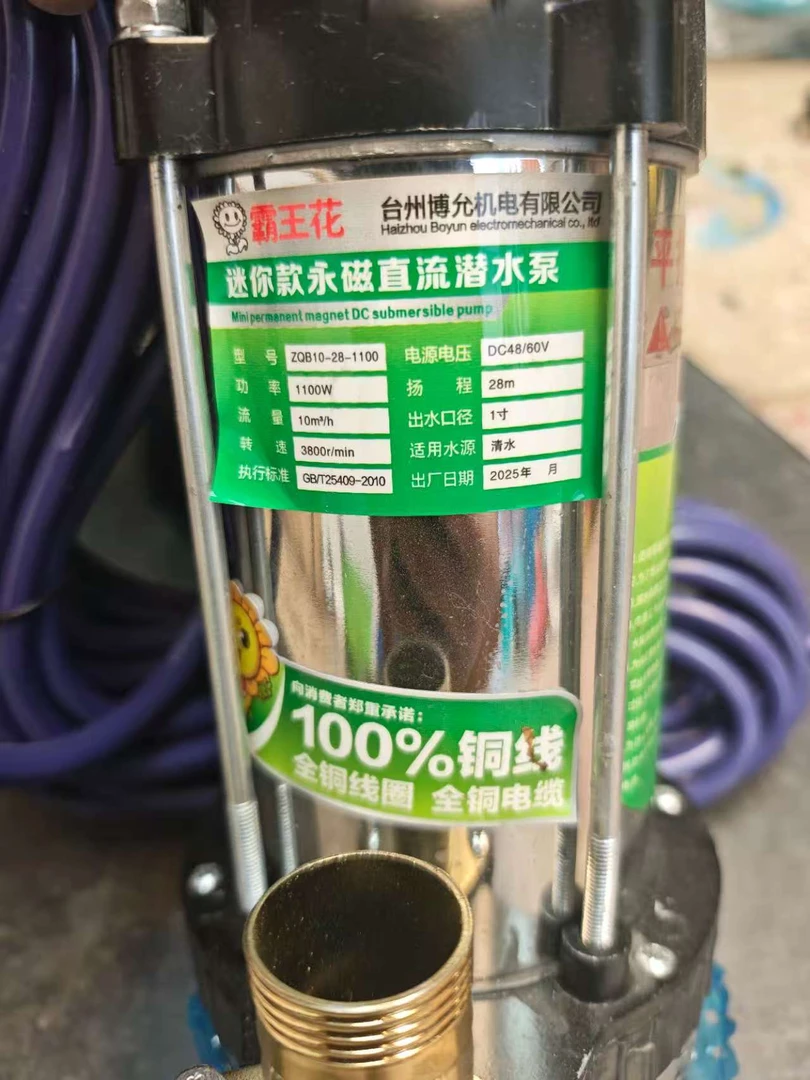 霸王花
台州博允机电有限公司
Haizhou Boyun electromechanical co., ltd
迷你款永磁直流潜水泵
Mini permanent magnet DC submersible pump
型 号 ZQB10-28-1100 电源电压 DC48/60V
功 率 1100W 扬 程 28m
流 量 10m³/h 出水口径 1寸
转 速 3800r/min 适用水源 清水
执行标准 GB/T25409-2010 出厂日期 2025年 月
向消费者郑重承诺：
100%铜线
全铜线圈 全铜电缆